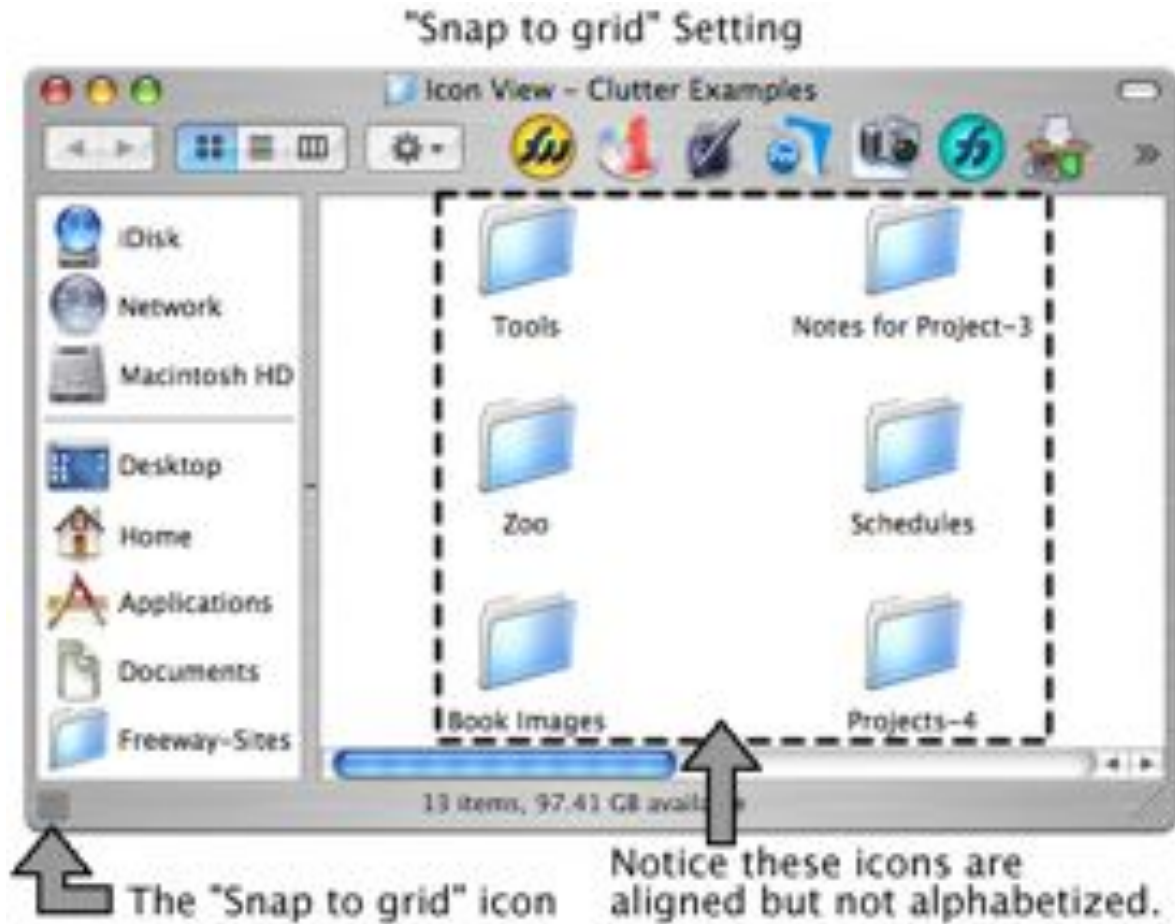 "Snap to grid" Setting
Icon View – Clutter Examples
iDisk
Network
Macintosh HD
Desktop
Home
Applications
Documents
Freeway-Sites
Tools
Notes for Project-3
Zoo
Schedules
Book Images
Projects-4
13 items, 97.41 GB
The "Snap to grid" icon
Notice these icons are
aligned but not alphabetized.